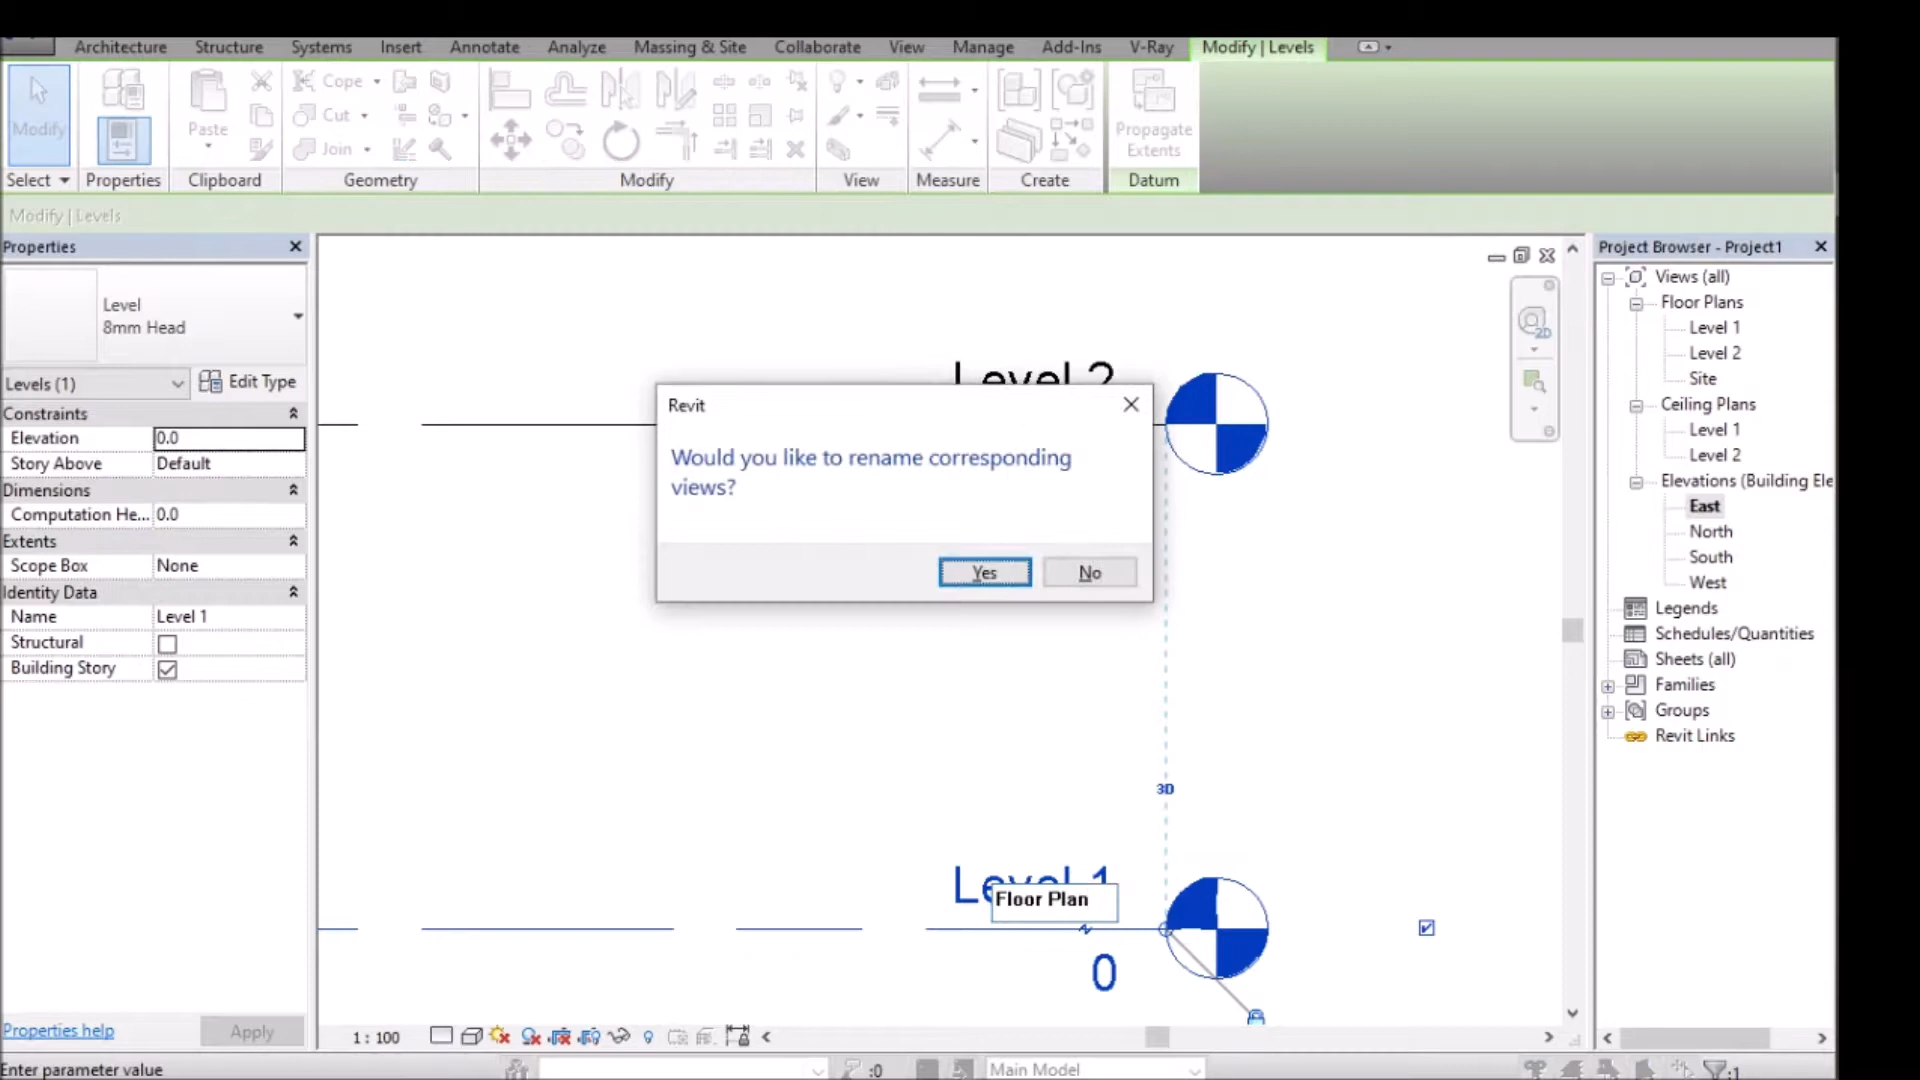 Architecture Structure Systems Insert Annotate Analyze Massing & Site Collaborate View Manage Add-Ins V-Ray Modify | Levels
Modify
Paste
Cope
Cut
Join
Propagate
Extents
Select Properties Clipboard Geometry Modify View Measure Create Datum
Modify | Levels
Properties
Level
8mm Head
Levels (1) Edit Type
Constraints
Elevation 0.0
Story Above Default
Dimensions
Computation He... 0.0
Extents
Scope Box None
Identity Data
Name Level 1
Structural
Building Story
Properties help Apply
Level 2
Revit
Would you like to rename corresponding
views?
Yes No
3D
Level 1
Floor Plan
0
2D
1 : 100
Project Browser - Project1
Views (all)
Floor Plans
Level 1
Level 2
Site
Ceiling Plans
Level 1
Level 2
Elevations (Building Ele
East
North
South
West
Legends
Schedules/Quantities
Sheets (all)
Families
Groups
Revit Links
Enter parameter value :0 Main Model :1